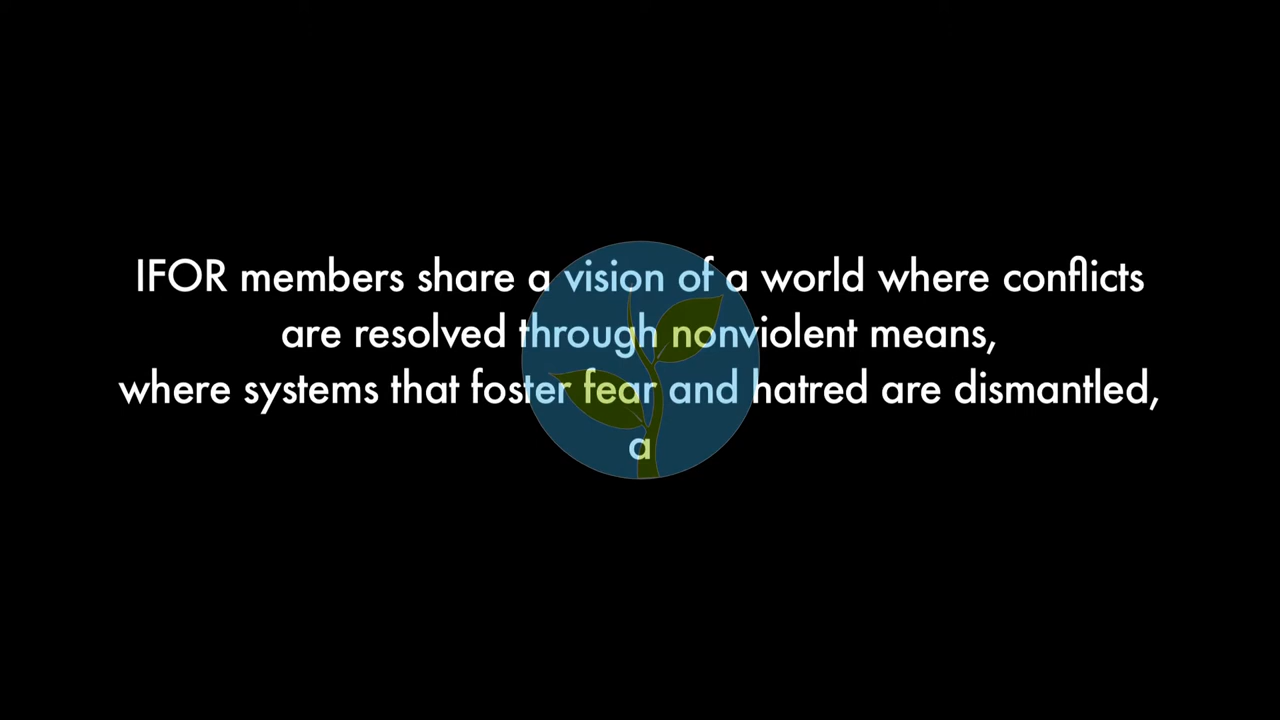 IFOR members share a vision of a world where conflicts
are resolved through nonviolent means,
where systems that foster fear and hatred are dismantled,
a